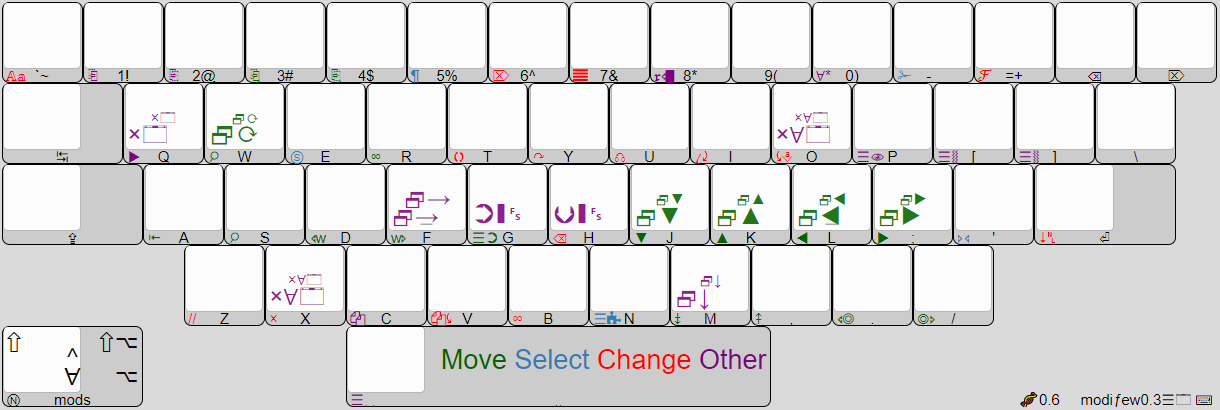 Aa `~ 1! 2@ 3# 4$ ¶ 5% 6^ 7& 8* 9( ∀* 0) - ℱ =+
Q W Ⓢ E ∞ R T Y U I O P [ ] \
×∀
A S W D W F G H J K L : '
→ F S F S
// Z × X C V ∞ B N ‡ M ‡ . . /
×∀ ↓
⇧ ⇧⌥
^
∀ ⌥
Ⓝ mods
Move Select Change Other
0.6 modifew0.3